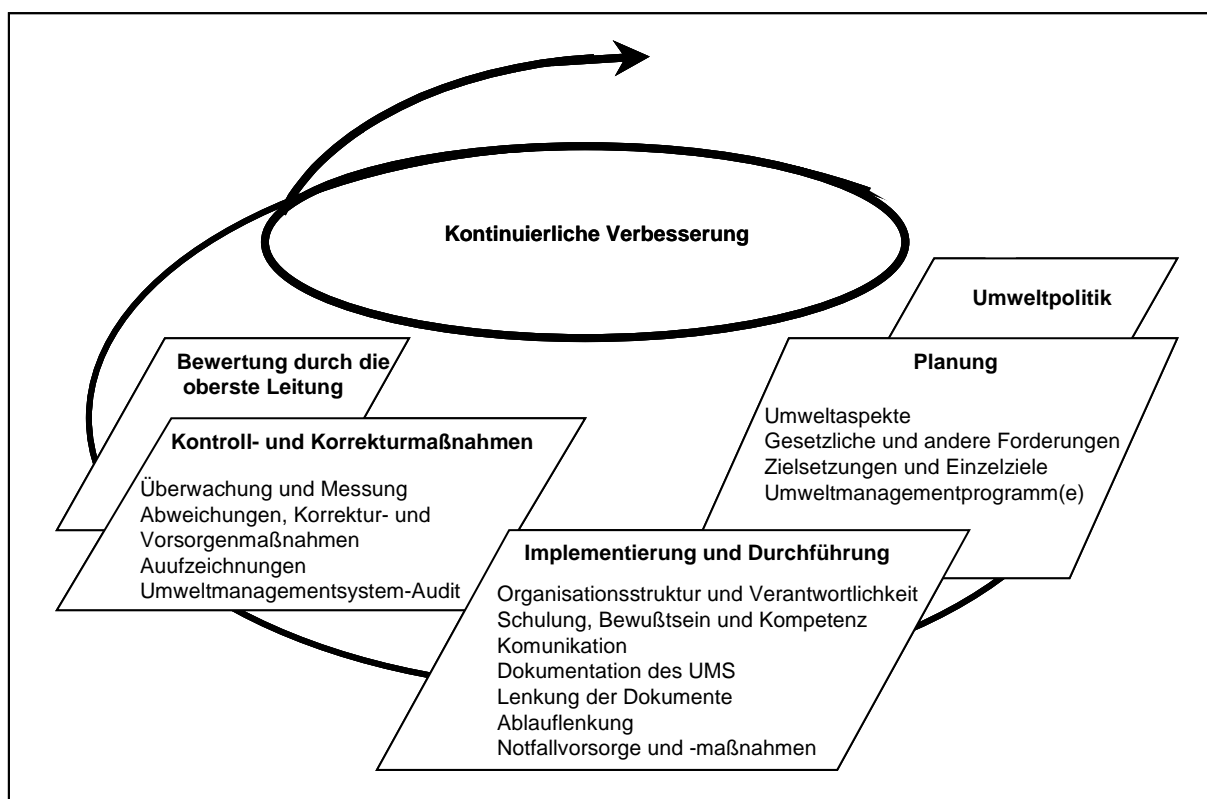 Kontinuierliche Verbesserung
Umweltpolitik
Planung
Umweltaspekte
Gesetzliche und andere Forderungen
Zielsetzungen und Einzelziele
Umweltmanagementprogramm(e)
Implementierung und Durchführung
Organisationsstruktur und Verantwortlichkeit
Schulung, Bewußtsein und Kompetenz
Komunikation
Dokumentation des UMS
Lenkung der Dokumente
Ablauflenkung
Notfallvorsorge und -maßnahmen
Kontroll- und Korrekturmaßnahmen
Überwachung und Messung
Abweichungen, Korrektur- und
Vorsorgenmaßnahmen
Auufzeichnungen
Umweltmanagementsystem-Audit
Bewertung durch die
oberste Leitung